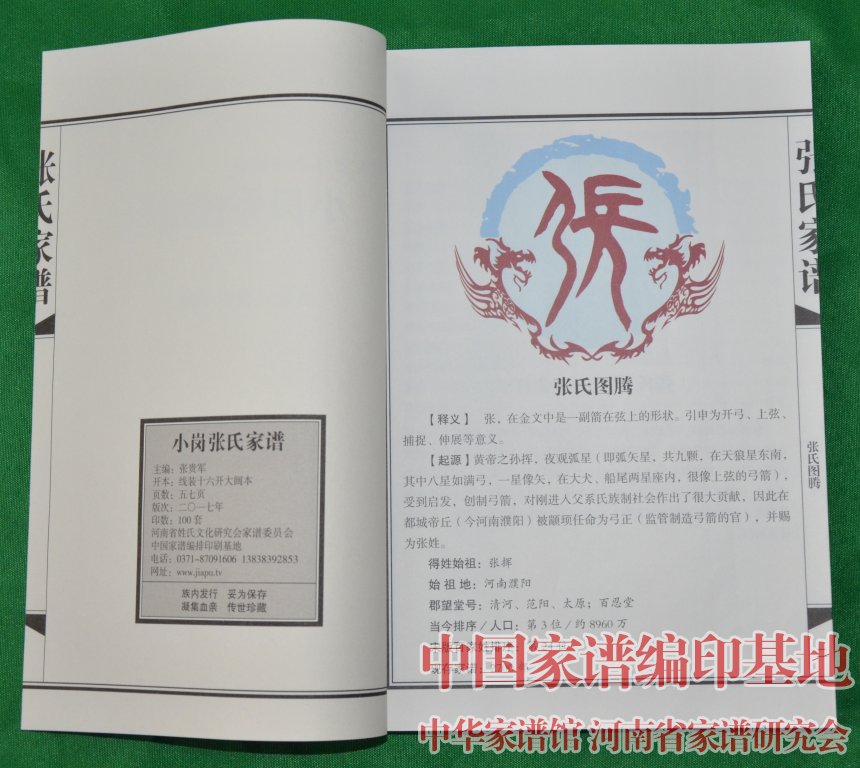 张氏家谱
小岗张氏家谱
主编：张贵军
开本：线装十六开大画本
页数：五七页
版次：二〇一七年
印数：100 套
河南省姓氏文化研究会家谱委员会
中国家谱编排印刷基地
电话：0371-87091606 13838392853
网址：www.jiapu.tv
族内发行 妥为保存
凝集血亲 传世珍藏
张
张氏图腾
【释义】 张，在金文中是一副箭在弦上的形状。引申为开弓、上弦、
捕捉、伸展等意义。
【起源】黄帝之孙挥，夜观弧星（即弧矢星，共九颗，在天狼星东南，
其中八星如满弓，一星像矢，在大犬、船尾两星座内，很像上弦的弓箭），
受到启发，创制弓箭，对刚进入父系氏族制社会作出了很大贡献，因此在
都城帝丘（今河南濮阳）被颛顼任命为弓正（监管制造弓箭的官），并赐
为张姓。
得姓始祖：张挥
始 祖 地：河南濮阳
郡望堂号：清河、范阳、太原；百忍堂
当今排序／人口：第 3 位／约 8960 万
张氏家谱
张氏图腾
中国家谱编印基地
中华家谱馆 河南省家谱研究会